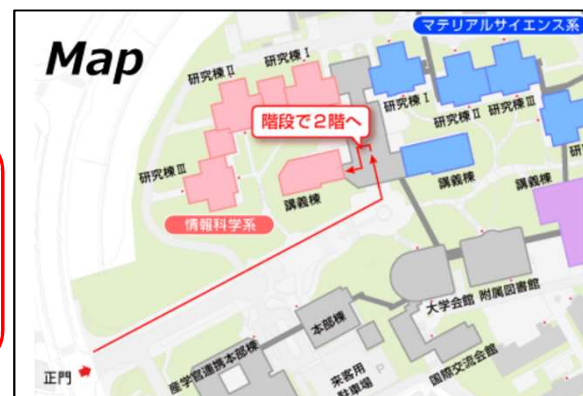 Map
マテリアルサイエンス系
研究棟Ⅱ
研究棟Ⅰ
階段で2階へ
研究棟Ⅰ
研究棟Ⅱ
研究棟Ⅲ
研究棟Ⅲ
講義棟
講義棟
講義棟
情報科学系
大学会館
附属図書館
本部棟
産学官連携本部棟
来客用
駐車場
P
国際交流会館
正門